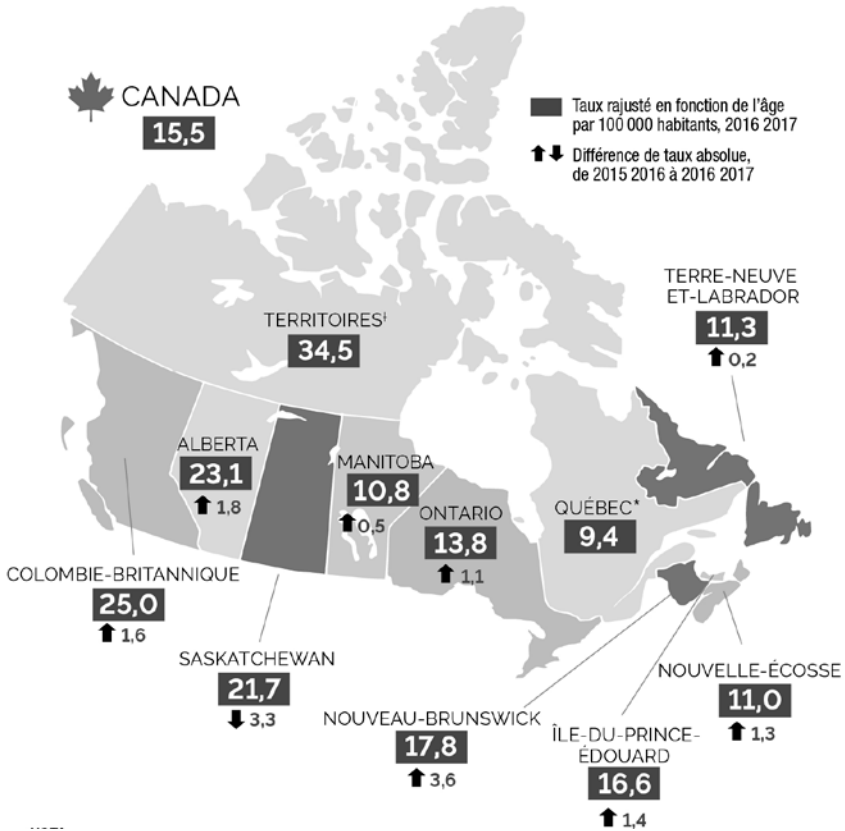 CANADA
15,5
Taux rajusté en fonction de l'âge
par 100 000 habitants, 2016 2017
Différence de taux absolue,
de 2015 2016 à 2016 2017
TERRE-NEUVE
ET-LABRADOR
11,3
0,2
TERRITOIRESƚ
34,5
ALBERTA
23,1
1,8
MANITOBA
10,8
0,5
ONTARIO
13,8
1,1
QUÉBEC*
9,4
COLOMBIE-BRITANNIQUE
25,0
1,6
SASKATCHEWAN
21,7
3,3
NOUVEAU-BRUNSWICK
17,8
3,6
ÎLE-DU-PRINCE-
ÉDOUARD
16,6
1,4
NOUVELLE-ÉCOSSE
11,0
1,3